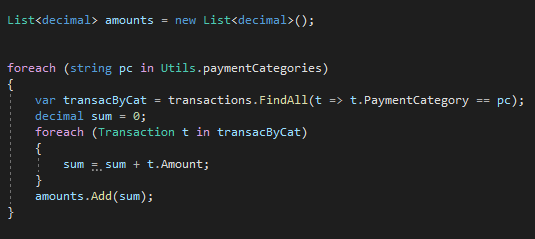 List<decimal> amounts = new List<decimal>();
foreach (string pc in Utils.paymentCategories)
{
    var transacByCat = transactions.FindAll(t => t.PaymentCategory == pc);
    decimal sum = 0;
    foreach (Transaction t in transacByCat)
    {
        sum = sum + t.Amount;
    }
    amounts.Add(sum);
}